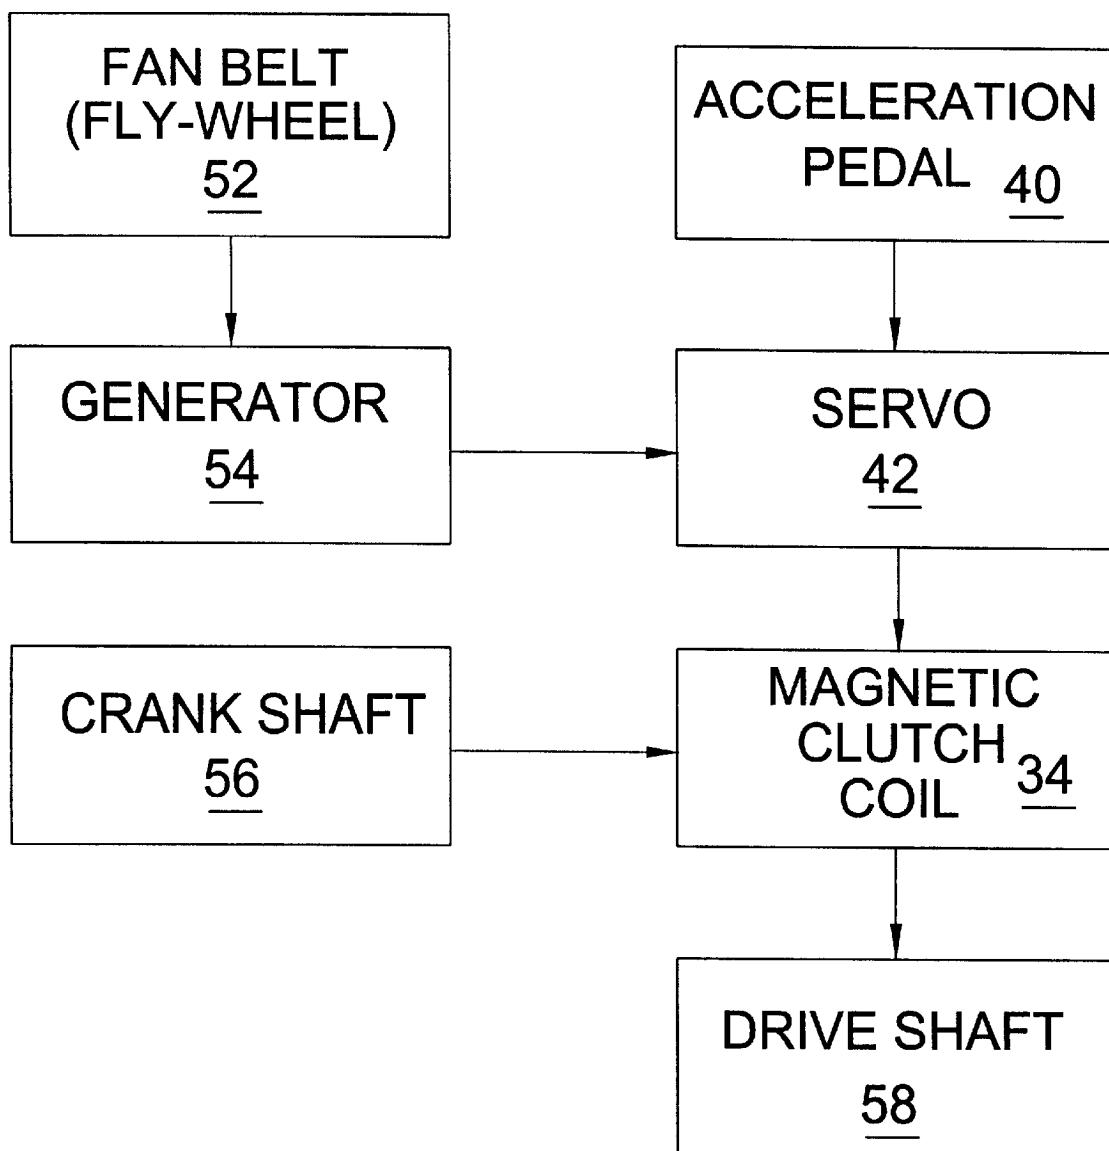 FAN BELT
(FLY-WHEEL)
52
ACCELERATION
PEDAL 40
GENERATOR
54
SERVO
42
CRANK SHAFT
56
MAGNETIC
CLUTCH
COIL 34
DRIVE SHAFT
58